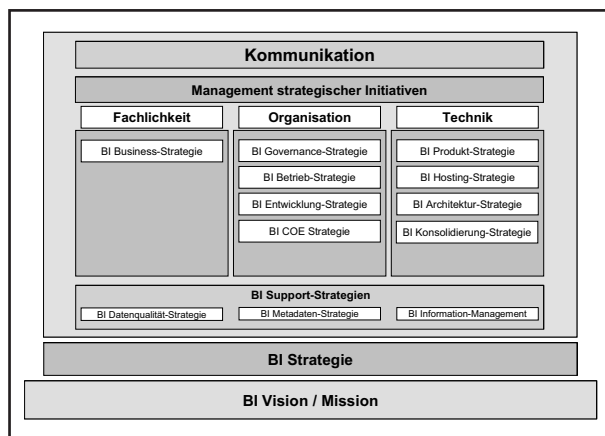 Kommunikation
Management strategischer Initiativen
Fachlichkeit
Organisation
Technik
BI Business-Strategie
BI Governance-Strategie
BI Produkt-Strategie
BI Betrieb-Strategie
BI Hosting-Strategie
BI Entwicklung-Strategie
BI Architektur-Strategie
BI COE Strategie
BI Konsolidierung-Strategie
BI Support-Strategien
BI Datenqualität-Strategie
BI Metadaten-Strategie
BI Information-Management
BI Strategie
BI Vision / Mission